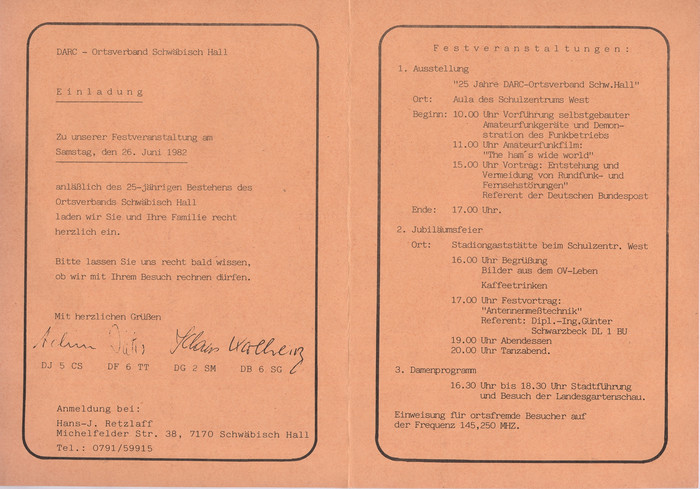 DARC - Ortsverband Schwäbisch Hall
Einladung
Zu unserer Festveranstaltung am
Samstag, den 26. Juni 1982
anläßlich des 25-jährigen Bestehens des
Ortsverbands Schwäbisch Hall
laden wir Sie und Ihre Familie recht
herzlich ein.
Bitte lassen Sie uns recht bald wissen,
ob wir mit Ihrem Besuch rechnen dürfen.
Mit herzlichen Grüßen
Klaus
DJ 5 CS DF 6 TT DG 2 SM DB 6 SG
Anmeldung bei:
Hans-J. Retzlaff
Michelfelder Str. 38, 7170 Schwäbisch Hall
Tel.: 0791/59915
Festveranstaltungen:
1. Ausstellung
"25 Jahre DARC-Ortsverband Schw.Hall"
Ort: Aula des Schulzentrums West
Beginn: 10.00 Uhr Vorführung selbstgebauter
Amateurfunkgeräte und Demon-
stration des Funkbetriebs
11.00 Uhr Amateurfunkfilm:
"The ham's wide world"
15.00 Uhr Vortrag: Entstehung und
Vermeidung von Rundfunk- und
Fernsehstörungen"
Referent der Deutschen Bundespost
Ende: 17.00 Uhr.
2. Jubiläumsfeier
Ort: Stadiongaststätte beim Schulzentr. West
16.00 Uhr Begrüßung
Bilder aus dem OV-Leben
Kaffeetrinken
17.00 Uhr Festvortrag:
"Antennenmeßtechnik"
Referent: Dipl.-Ing.Günter
Schwarzbeck DL 1 BU
19.00 Uhr Abendessen
20.00 Uhr Tanzabend.
3. Damenprogramm
16.30 Uhr bis 18.30 Uhr Stadtführung
und Besuch der Landesgartenschau.
Einweisung für ortsfremde Besucher auf
der Frequenz 145,250 MHZ.